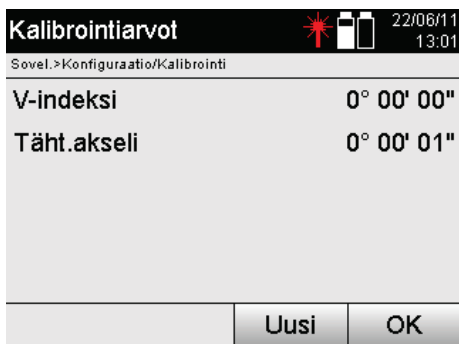 Kalibrointiarvot 22/06/11
13:01
Sovel.>Konfiguraatio/Kalibrointi
V-indeksi 0° 00' 00"
Täht.akseli 0° 00' 01"
Uusi OK